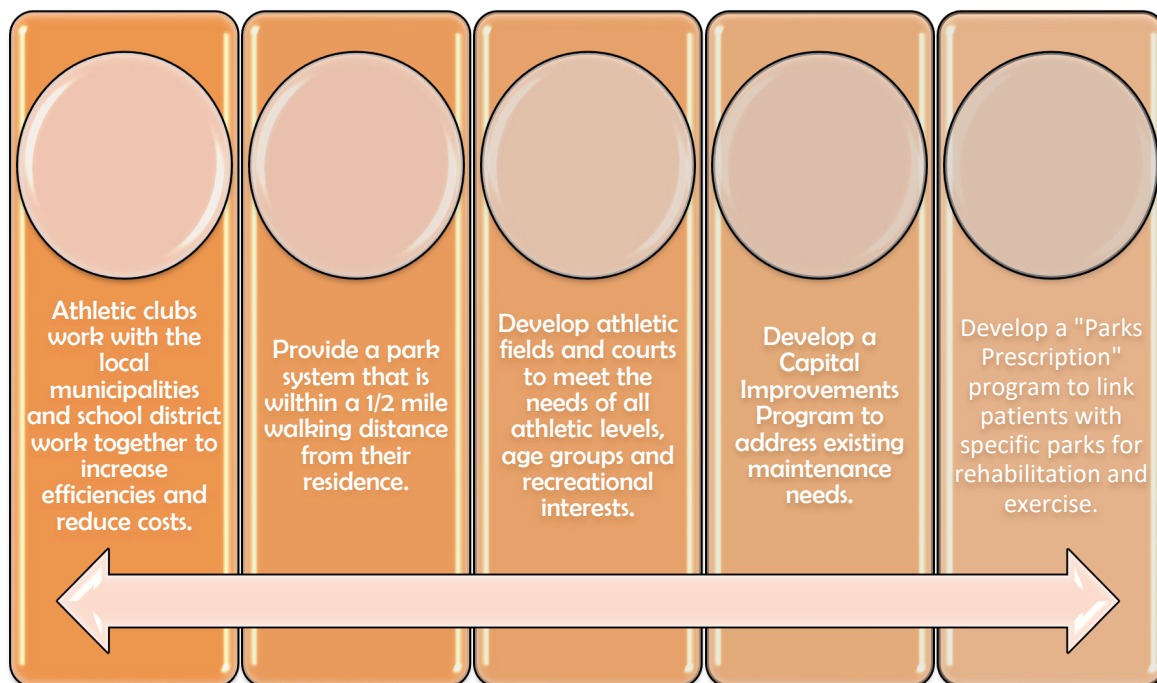 Athletic clubs
work with the
local
municipalities
and school district
work together to
increase
efficiencies and
reduce costs.
Provide a park
system that is
wilthin a 1/2 mile
walking distance
from their
residence.
Develop athletic
fields and courts
to meet the
needs of all
athletic levels,
age groups and
recreational
interests.
Develop a
Capital
Improvements
Program to
address existing
maintenance
needs.
Develop a "Parks
Prescription"
program to link
patients with
specific parks for
rehabilitation and
exercise.